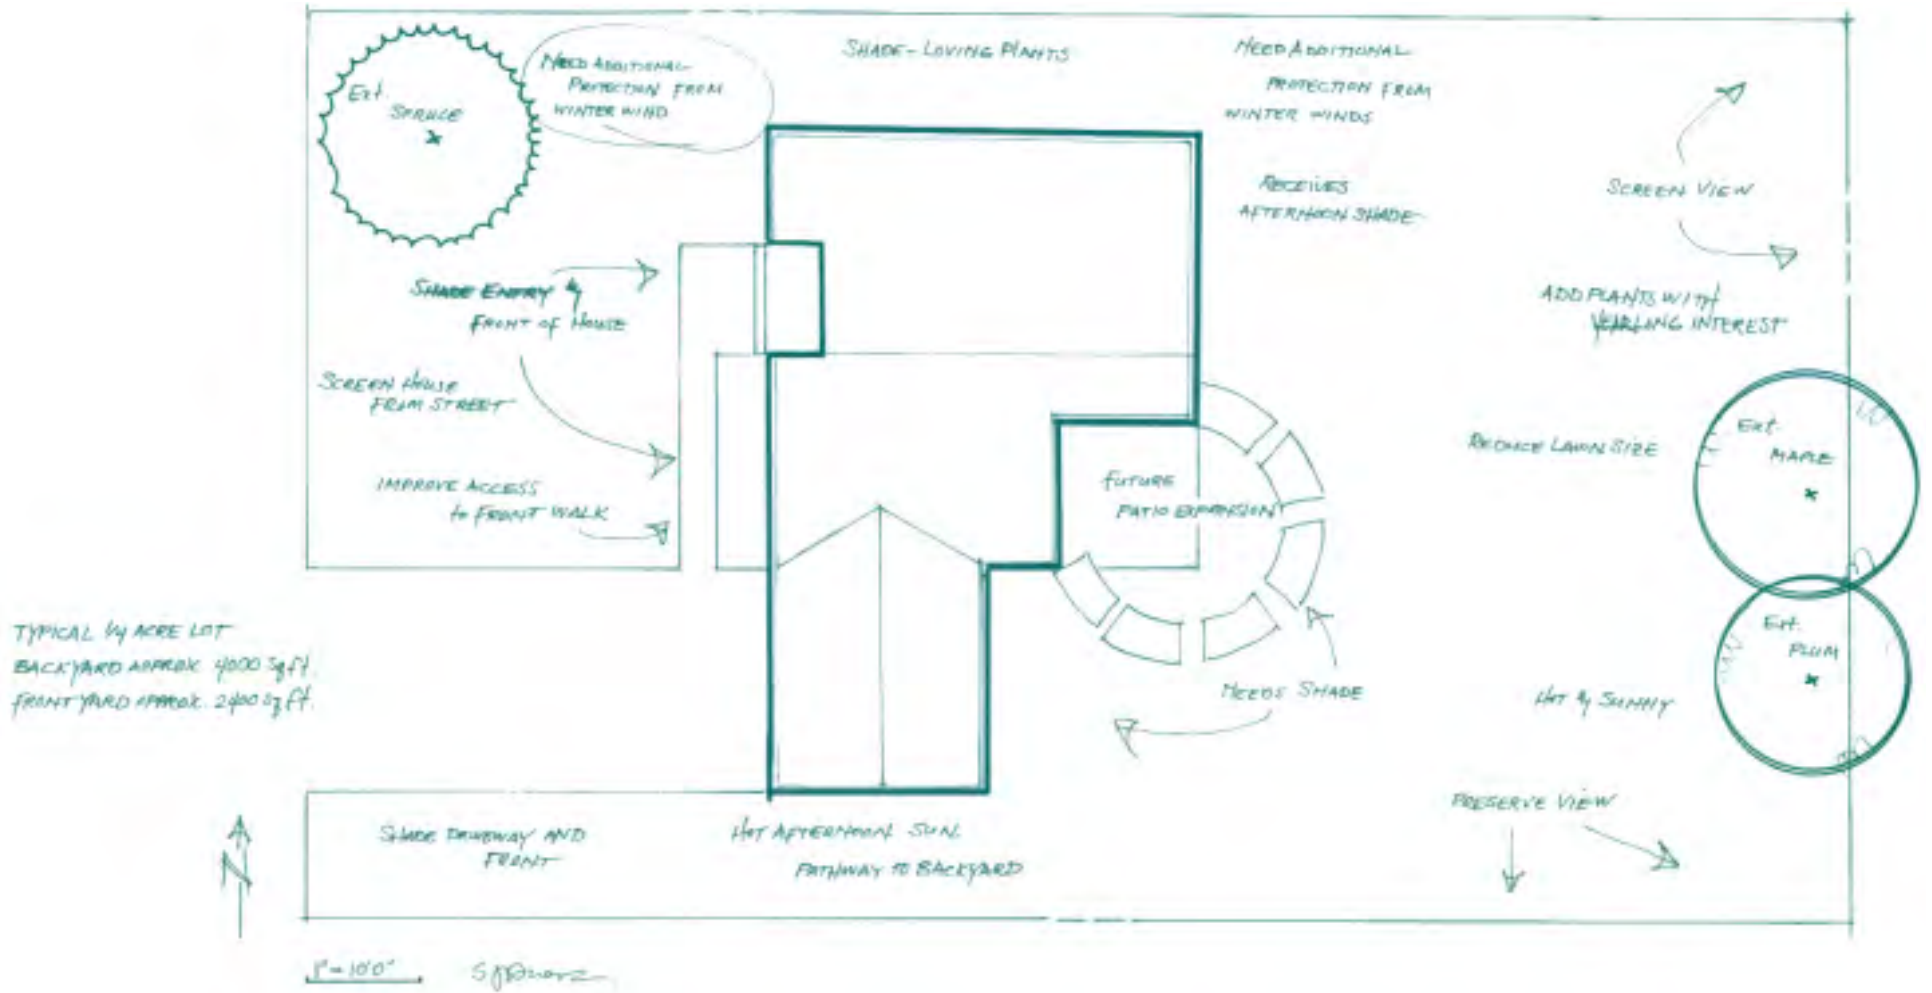 Ext.
SPRUCE
NEED ADDITIONAL
PROTECTION FROM
WINTER WIND
SHADE-LOVING PLANTS
NEED ADDITIONAL
PROTECTION FROM
WINTER WINDS
RECEIVES
AFTERNOON SHADE
SCREEN VIEW
SHADE ENTRY &
FRONT OF HOUSE
ADD PLANTS WITH
INTEREST
SCREEN HOUSE
FROM STREET
IMPROVE ACCESS
to FRONT WALK
FUTURE
PATIO EXPANSION
REDUCE LAWN SIZE
Ext.
MAPLE
Ext.
PLUM
TYPICAL 1/4 ACRE LOT
BACKYARD APPROX. 4000 Sq ft.
FRONT YARD APPROX. 2400 Sq ft.
NEEDS SHADE
HOT & SUNNY
PRESERVE VIEW
SHADE DRIVEWAY AND
FRONT
HOT AFTERNOON SUN
PATHWAY TO BACKYARD
N
1"=10'0"